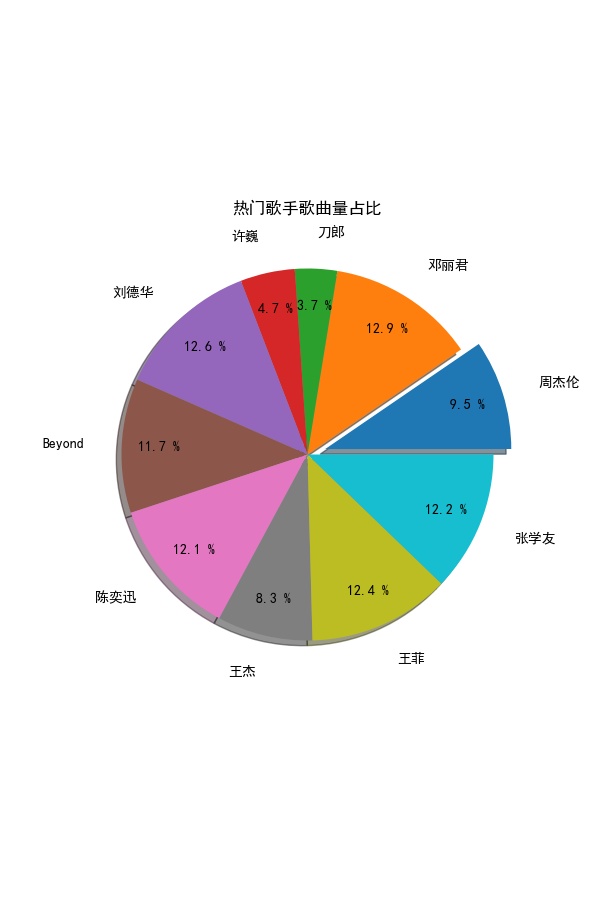 热门歌手歌曲量占比
许巍
刀郎
邓丽君
刘德华
4.7 %
3.7 %
12.9 %
12.6 %
周杰伦
9.5 %
Beyond
11.7 %
12.2 %
张学友
12.1 %
陈奕迅
8.3 %
12.4 %
王杰
王菲